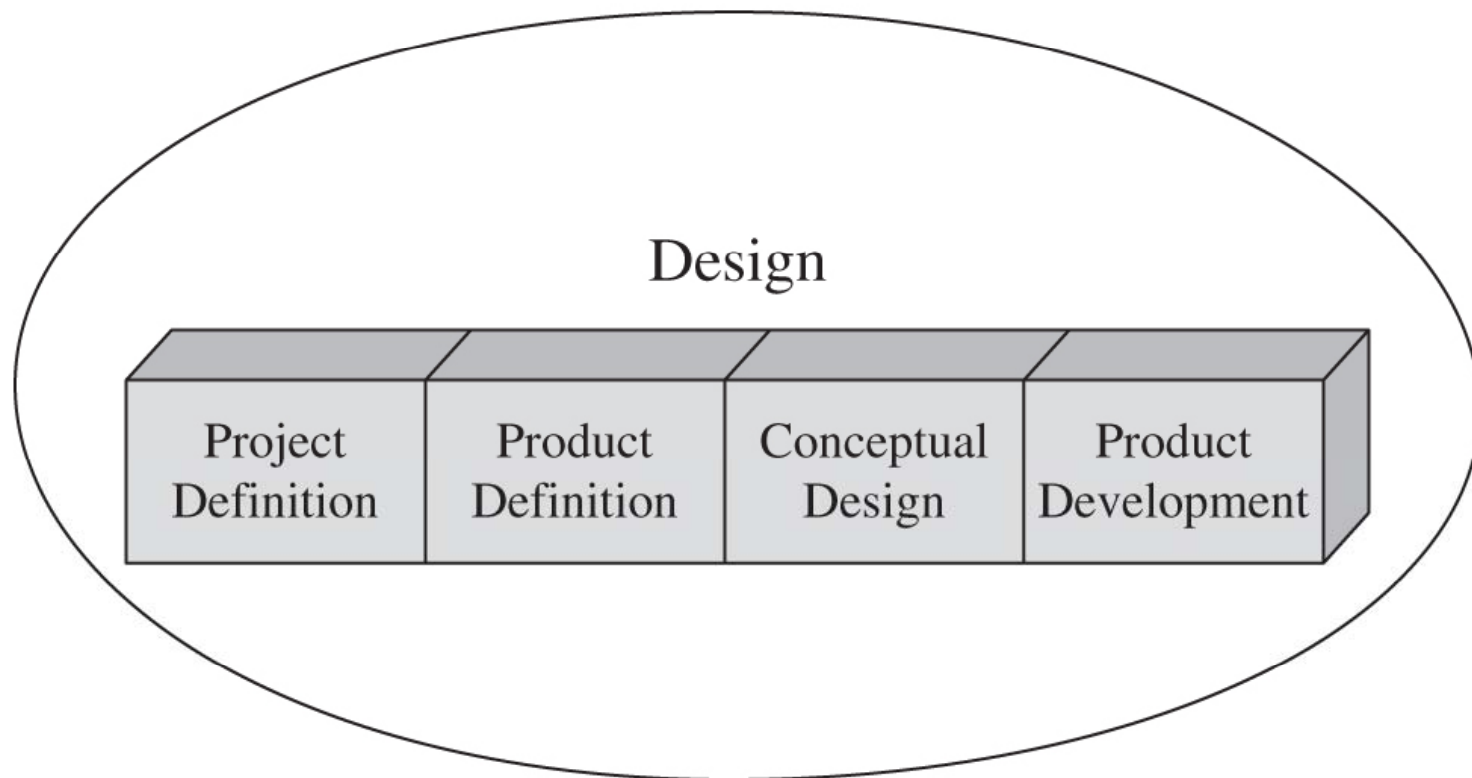 Design
Project
Definition
Product
Definition
Conceptual
Design
Product
Development